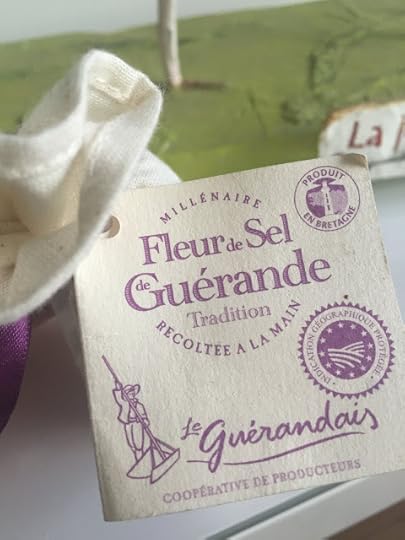 MILLÉNAIRE
Fleur de Sel
de Guérande
Tradition
RÉCOLTÉE A LA MAIN
PRODUIT
EN BRETAGNE
INDICATION GÉOGRAPHIQUE PROTÉGÉE
Le Guérandais
COOPÉRATIVE DE PRODUCTEURS
La